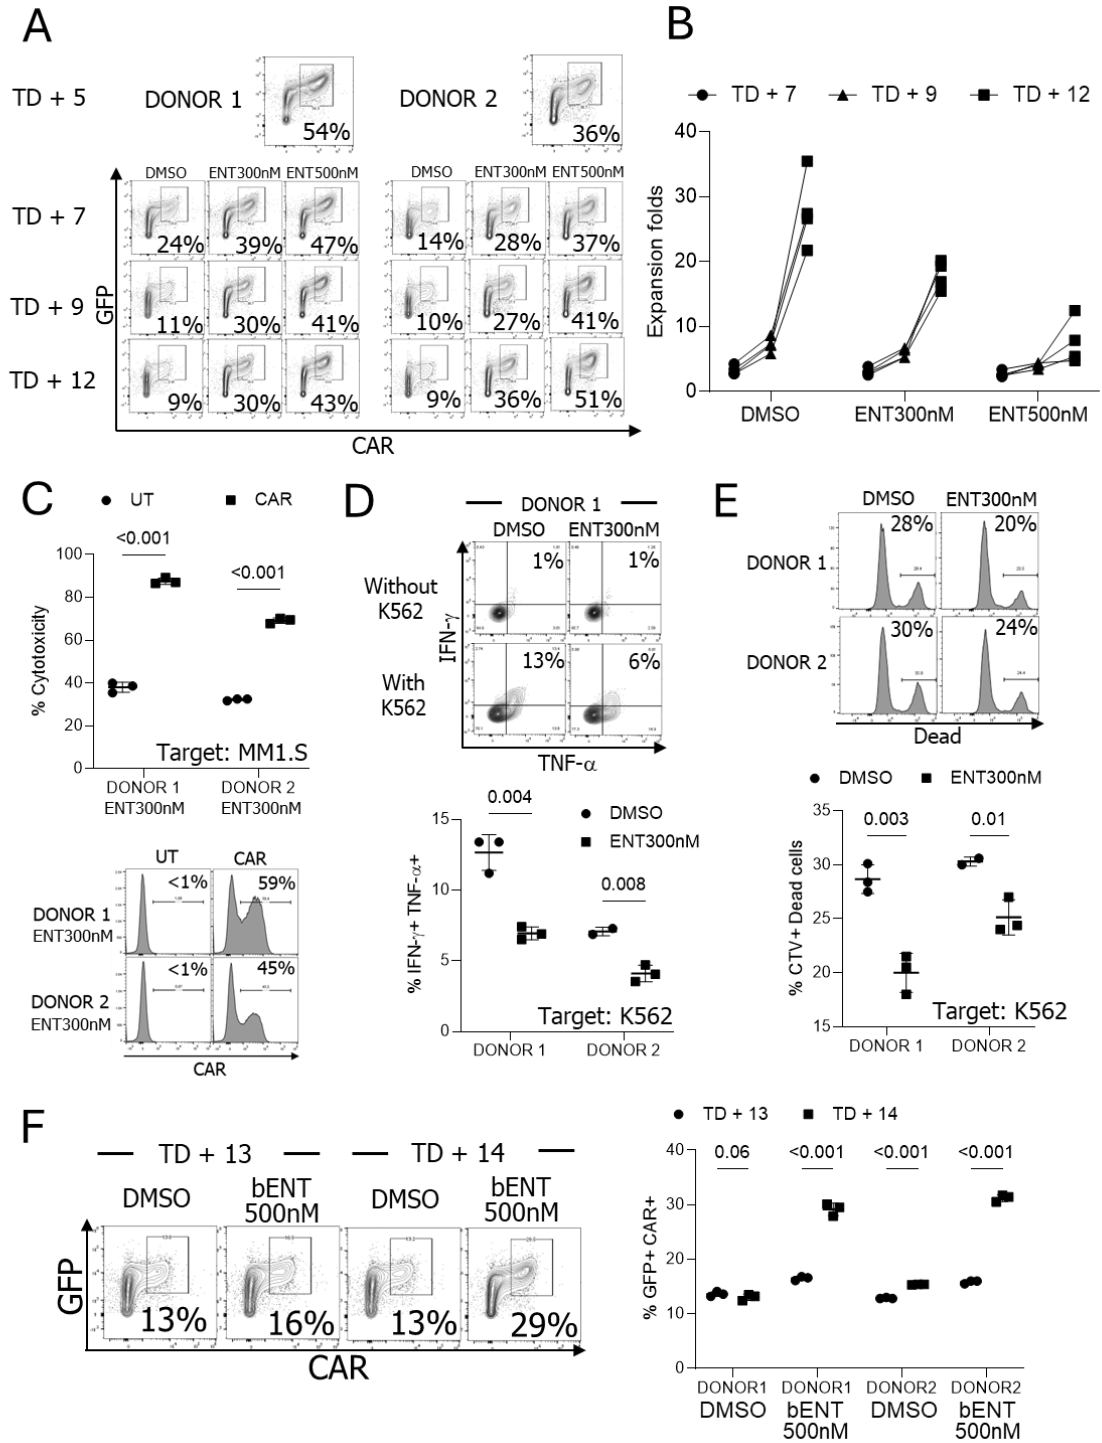 A
TD + 5
DONOR 1
54%
DONOR 2
36%
DMSO ENT300nM ENT500nM
DMSO ENT300nM ENT500nM
TD + 7
24% 39% 47%
14% 28% 37%
TD + 9
11% 30% 41%
10% 27% 41%
TD + 12
9% 30% 43%
9% 36% 51%
GFP
CAR
B
TD + 7 TD + 9 TD + 12
Expansion folds
40
30
20
10
0
DMSO ENT300nM ENT500nM
C
UT CAR
<0.001
<0.001
% Cytotoxicity
100
80
60
40
20
0
Target: MM1.S
DONOR 1
ENT300nM
DONOR 2
ENT300nM
UT CAR
DONOR 1
ENT300nM
<1% 59%
DONOR 2
ENT300nM
<1% 45%
CAR
D
DONOR 1
DMSO ENT300nM
Without
K562
1% 1%
With
K562
13% 6%
IFN-γ
TNF-α
DMSO
ENT300nM
0.004
0.008
% IFN-γ+ TNF-α+
15
10
5
0
Target: K562
DONOR 1 DONOR 2
E
DMSO ENT300nM
DONOR 1
28% 20%
DONOR 2
30% 24%
Dead
DMSO ENT300nM
0.003 0.01
% CTV+ Dead cells
35
30
25
20
15
Target: K562
DONOR 1 DONOR 2
F
TD + 13 TD + 14
DMSO
bENT
500nM
DMSO
bENT
500nM
13% 16% 13% 29%
GFP
CAR
TD + 13 TD + 14
0.06 <0.001 <0.001 <0.001
% GFP+ CAR+
40
30
20
10
0
DONOR1
DMSO
DONOR1
bENT
500nM
DONOR2
DMSO
DONOR2
bENT
500nM